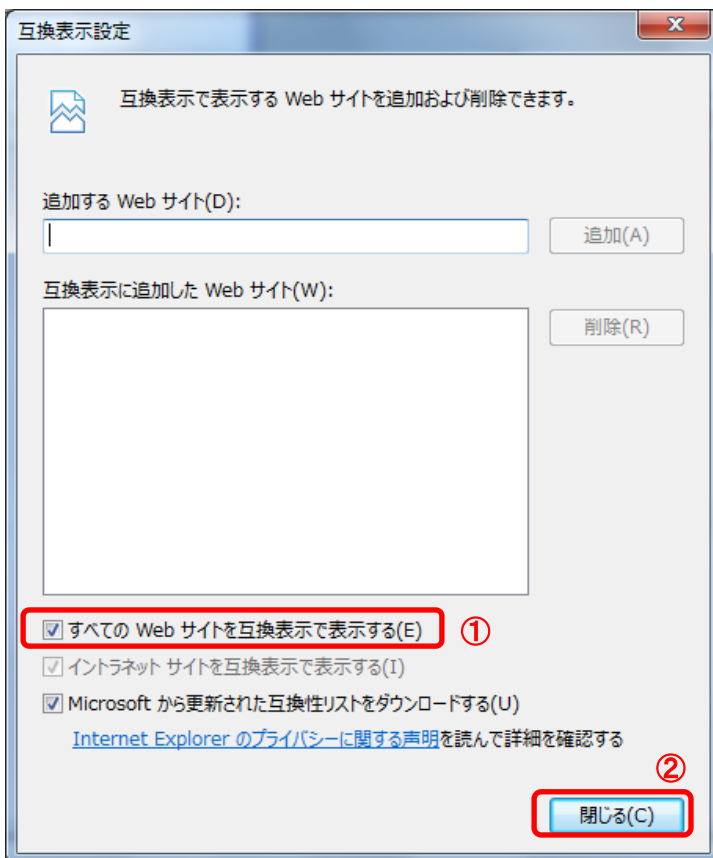 互換表示設定
互換表示で表示する Web サイトを追加および削除できます。
追加する Web サイト(D):
追加(A)
互換表示に追加した Web サイト(W):
削除(R)
すべての Web サイトを互換表示で表示する(E)
①
イントラネット サイトを互換表示で表示する(I)
Microsoft から更新された互換性リストをダウンロードする(U)
Internet Explorer のプライバシーに関する声明を読んで詳細を確認する
②
閉じる(C)